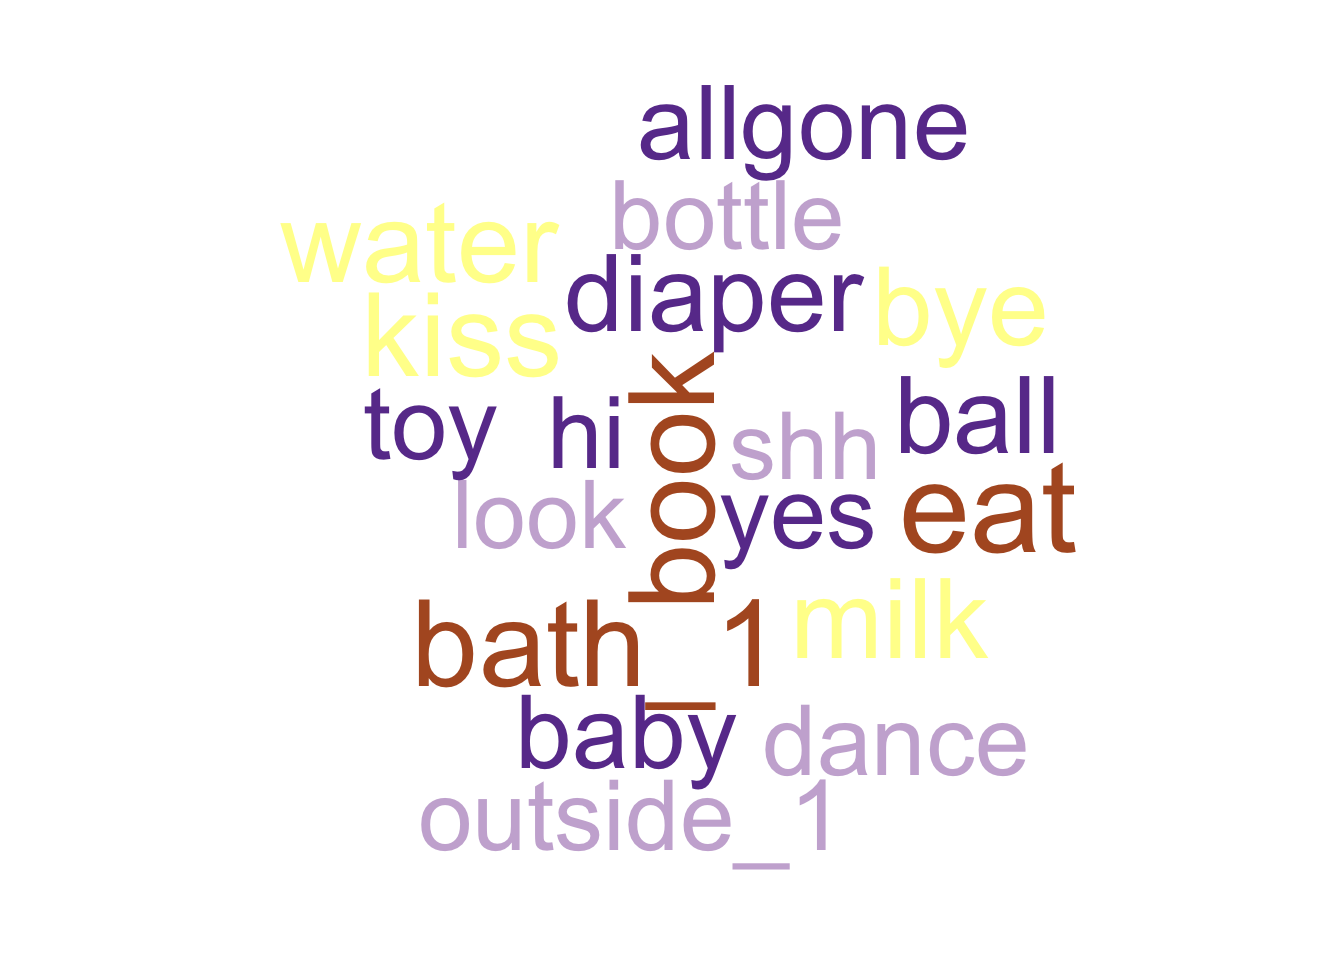 allgone
bottle
water
diaper
bye
kiss
book
toy
hi
shh
ball
look
yes
eat
bath_1
milk
baby
dance
outside_1